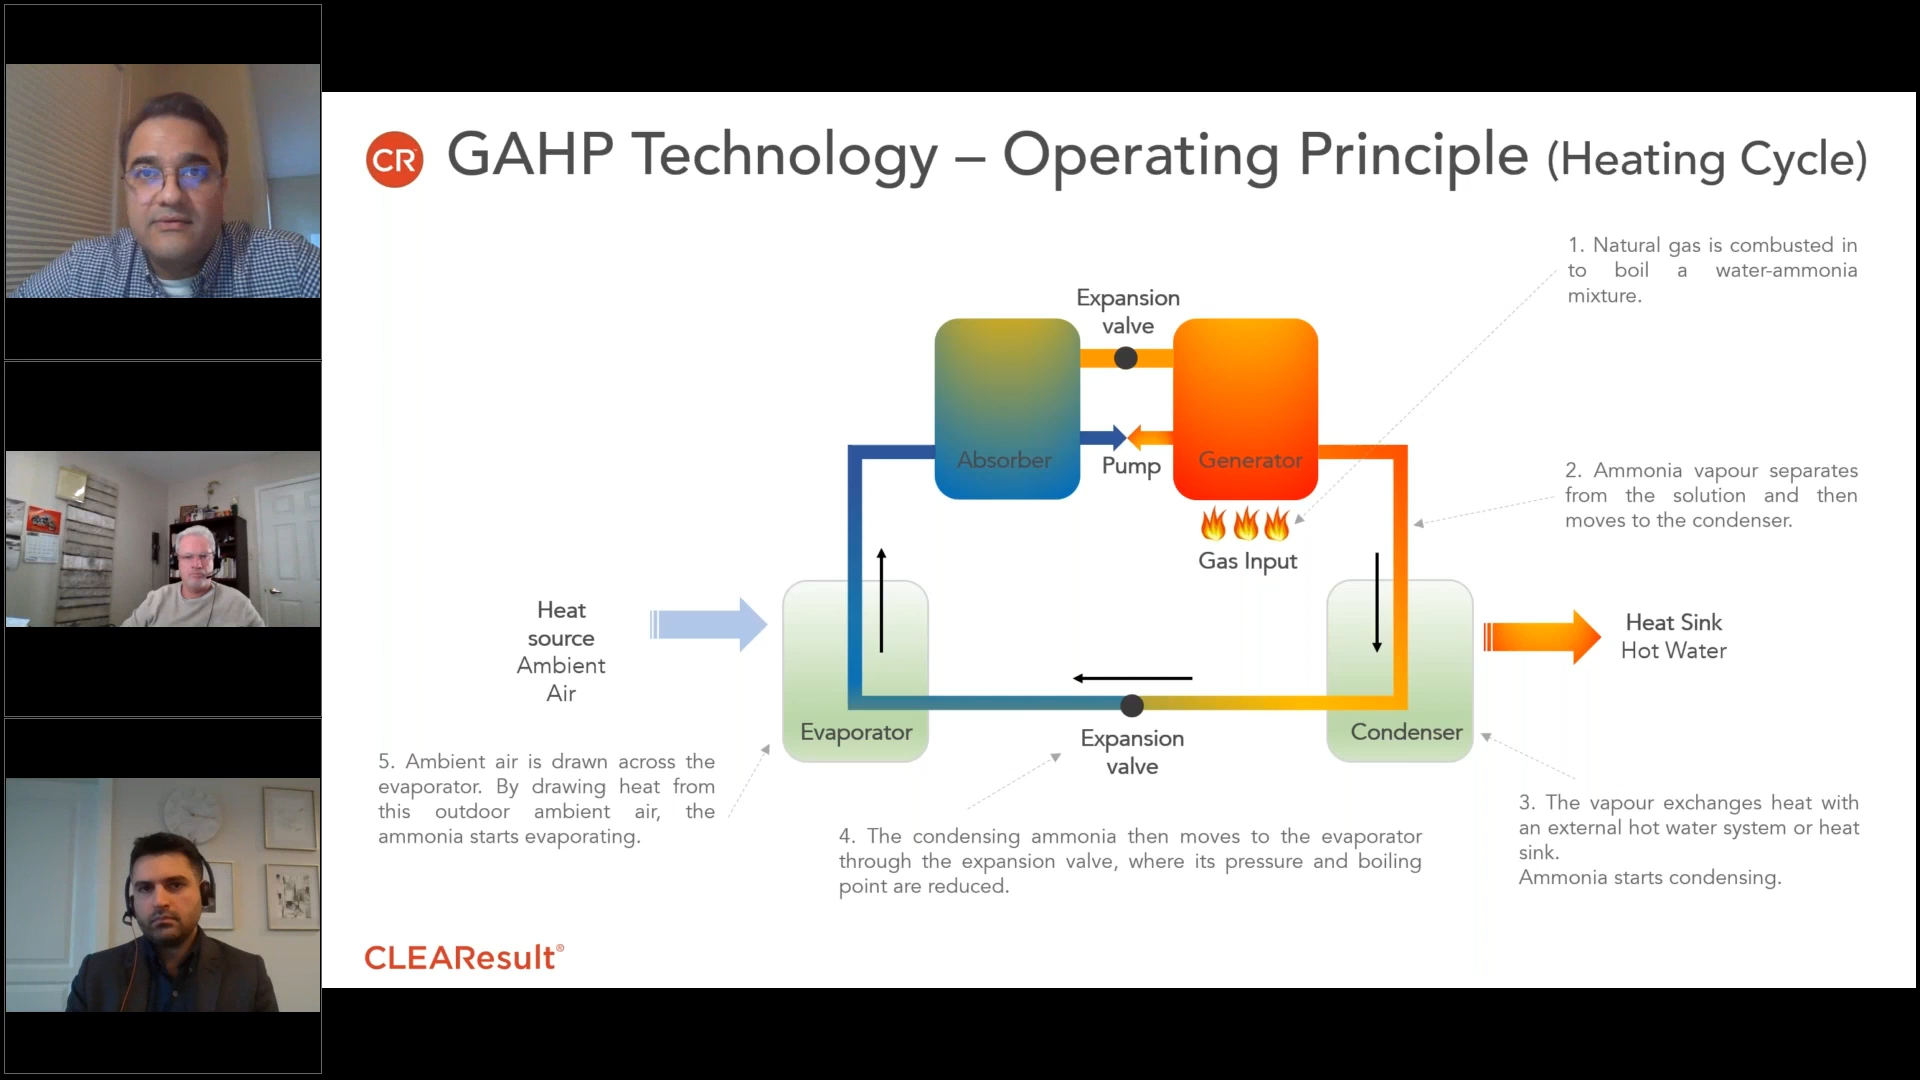 CR GAHP Technology – Operating Principle (Heating Cycle)
1. Natural gas is combusted in
to boil a water-ammonia
mixture.
Expansion
valve
Absorber
Pump
Generator
Gas Input
2. Ammonia vapour separates
from the solution and then
moves to the condenser.
Heat
source
Ambient
Air
Heat Sink
Hot Water
Evaporator
Expansion
valve
Condenser
5. Ambient air is drawn across the
evaporator. By drawing heat from
this outdoor ambient air, the
ammonia starts evaporating.
4. The condensing ammonia then moves to the evaporator
through the expansion valve, where its pressure and boiling
point are reduced.
3. The vapour exchanges heat with
an external hot water system or heat
sink.
Ammonia starts condensing.
CLEAResult®